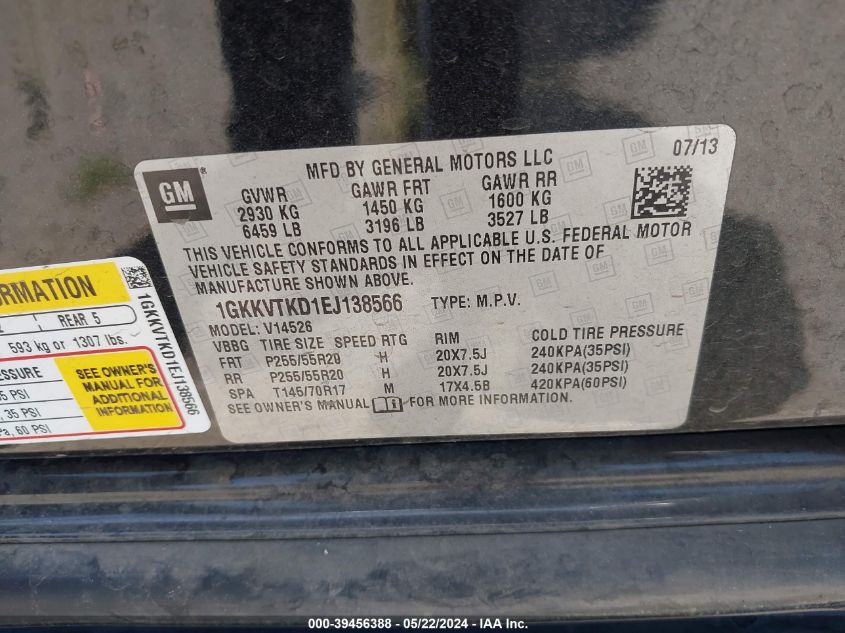 MFD BY GENERAL MOTORS LLC 07/13
GM
GVWR GAWR FRT GAWR RR
2930 KG 1450 KG 1600 KG
6459 LB 3196 LB 3527 LB
THIS VEHICLE CONFORMS TO ALL APPLICABLE U.S. FEDERAL MOTOR
VEHICLE SAFETY STANDARDS IN EFFECT ON THE DATE OF
MANUFACTURE SHOWN ABOVE.
1GKKVTKD1EJ138566 TYPE: M.P.V.
MODEL: V14526
VBBG TIRE SIZE SPEED RTG RIM COLD TIRE PRESSURE
FRT P255/55R20 H 20X7.5J 240KPA(35PSI)
RR P255/55R20 H 20X7.5J 240KPA(35PSI)
SPA T145/70R17 M 17X4.5B 420KPA(60PSI)
SEE OWNER'S MANUAL FOR MORE INFORMATION.
ORMATION
REAR 5
593 kg or 1307 lbs.
ESSURE
5 PSI
, 35 PSI
Pa, 60 PSI
SEE OWNER'S
MANUAL FOR
ADDITIONAL
INFORMATION
1GKKVTKD1EJ138566
000-39456388 - 05/22/2024 - IAA Inc.